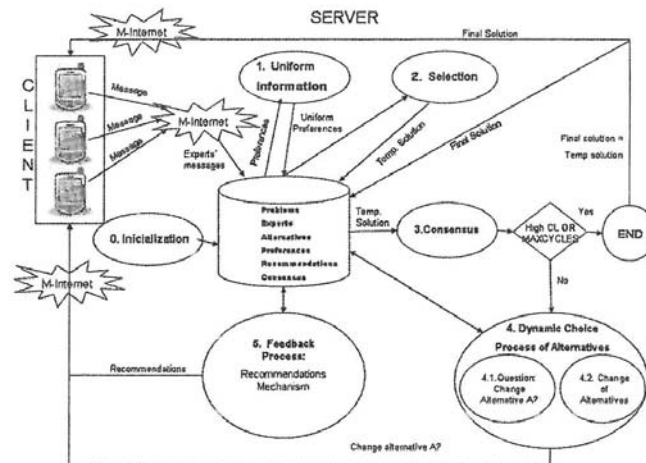 SERVER
M-Internet
Final Solution
CLIENT
Message
Message
Message
M-Internet
Experts'
messages
1. Uniform
Information
2. Selection
Preferences
Uniform
Preferences
Temp. Solution
Final Solution
Final solution =
Temp solution
0. Inicialization
Problems
Experts
Alternatives
Preferences
Recommendations
Consensus
Temp.
Solution
3.Consensus
High CL OR
MAXCYCLES
Yes
END
No
M-Internet
5. Feedback
Process:
Recommendations
Mechanism
Recommendations
4. Dynamic Choice
Process of Alternatives
4.1.Question:
Change
Alternative A?
4.2. Change
of
Alternatives
Change alternative A?